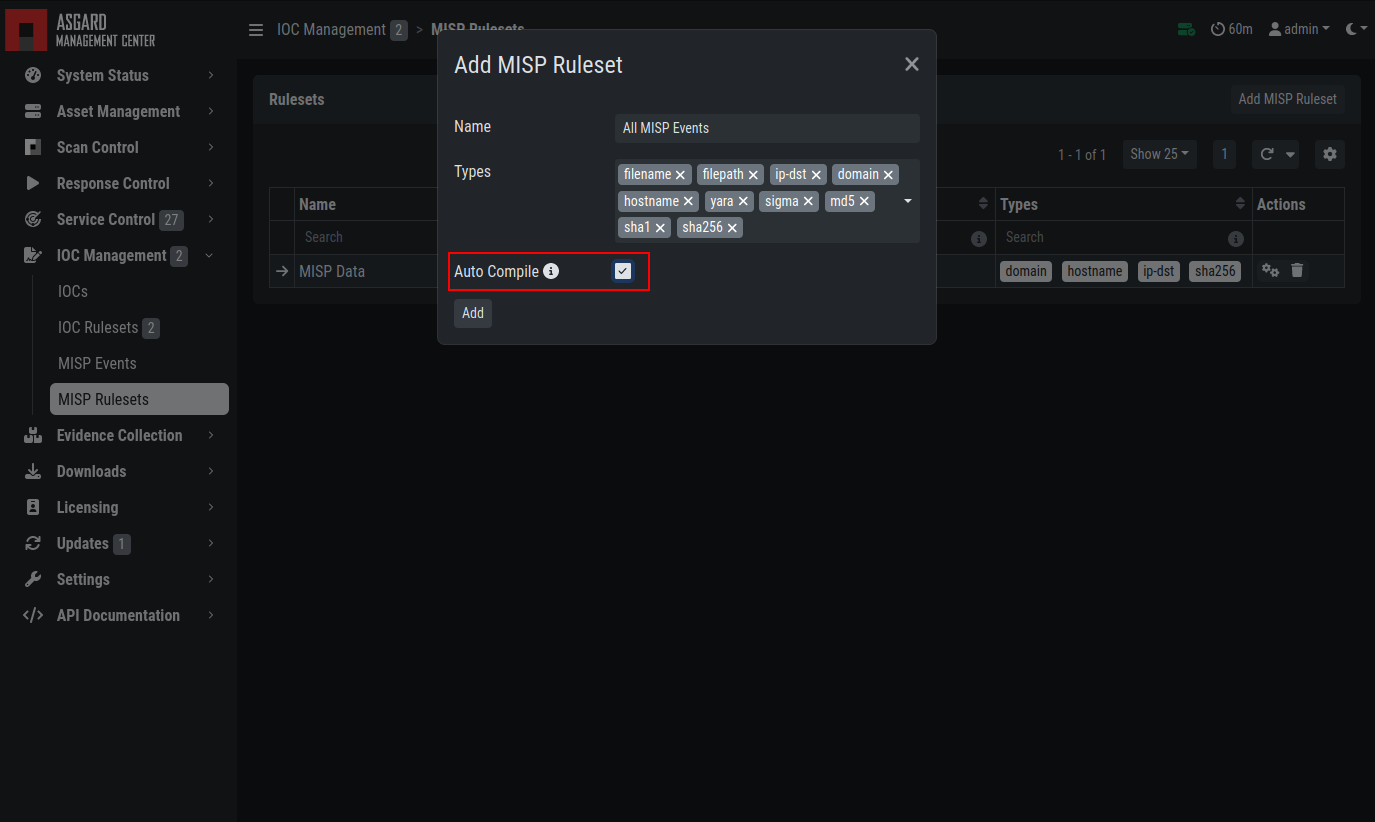 ASGARD
MANAGEMENT CENTER
System Status
Asset Management
Scan Control
Response Control
Service Control 27
IOC Management 2
IOCs
IOC Rulesets 2
MISP Events
MISP Rulesets
Evidence Collection
Downloads
Licensing
Updates 1
Settings
API Documentation
IOC Management 2 > MISP Rulesets
60m admin
Rulesets
Add MISP Ruleset
1 - 1 of 1 Show 25 1
Name Types Actions
Search Search
MISP Data domain hostname ip-dst sha256
Add MISP Ruleset
Name All MISP Events
Types
filename filepath ip-dst domain
hostname yara sigma md5
sha1 sha256
Auto Compile
Add